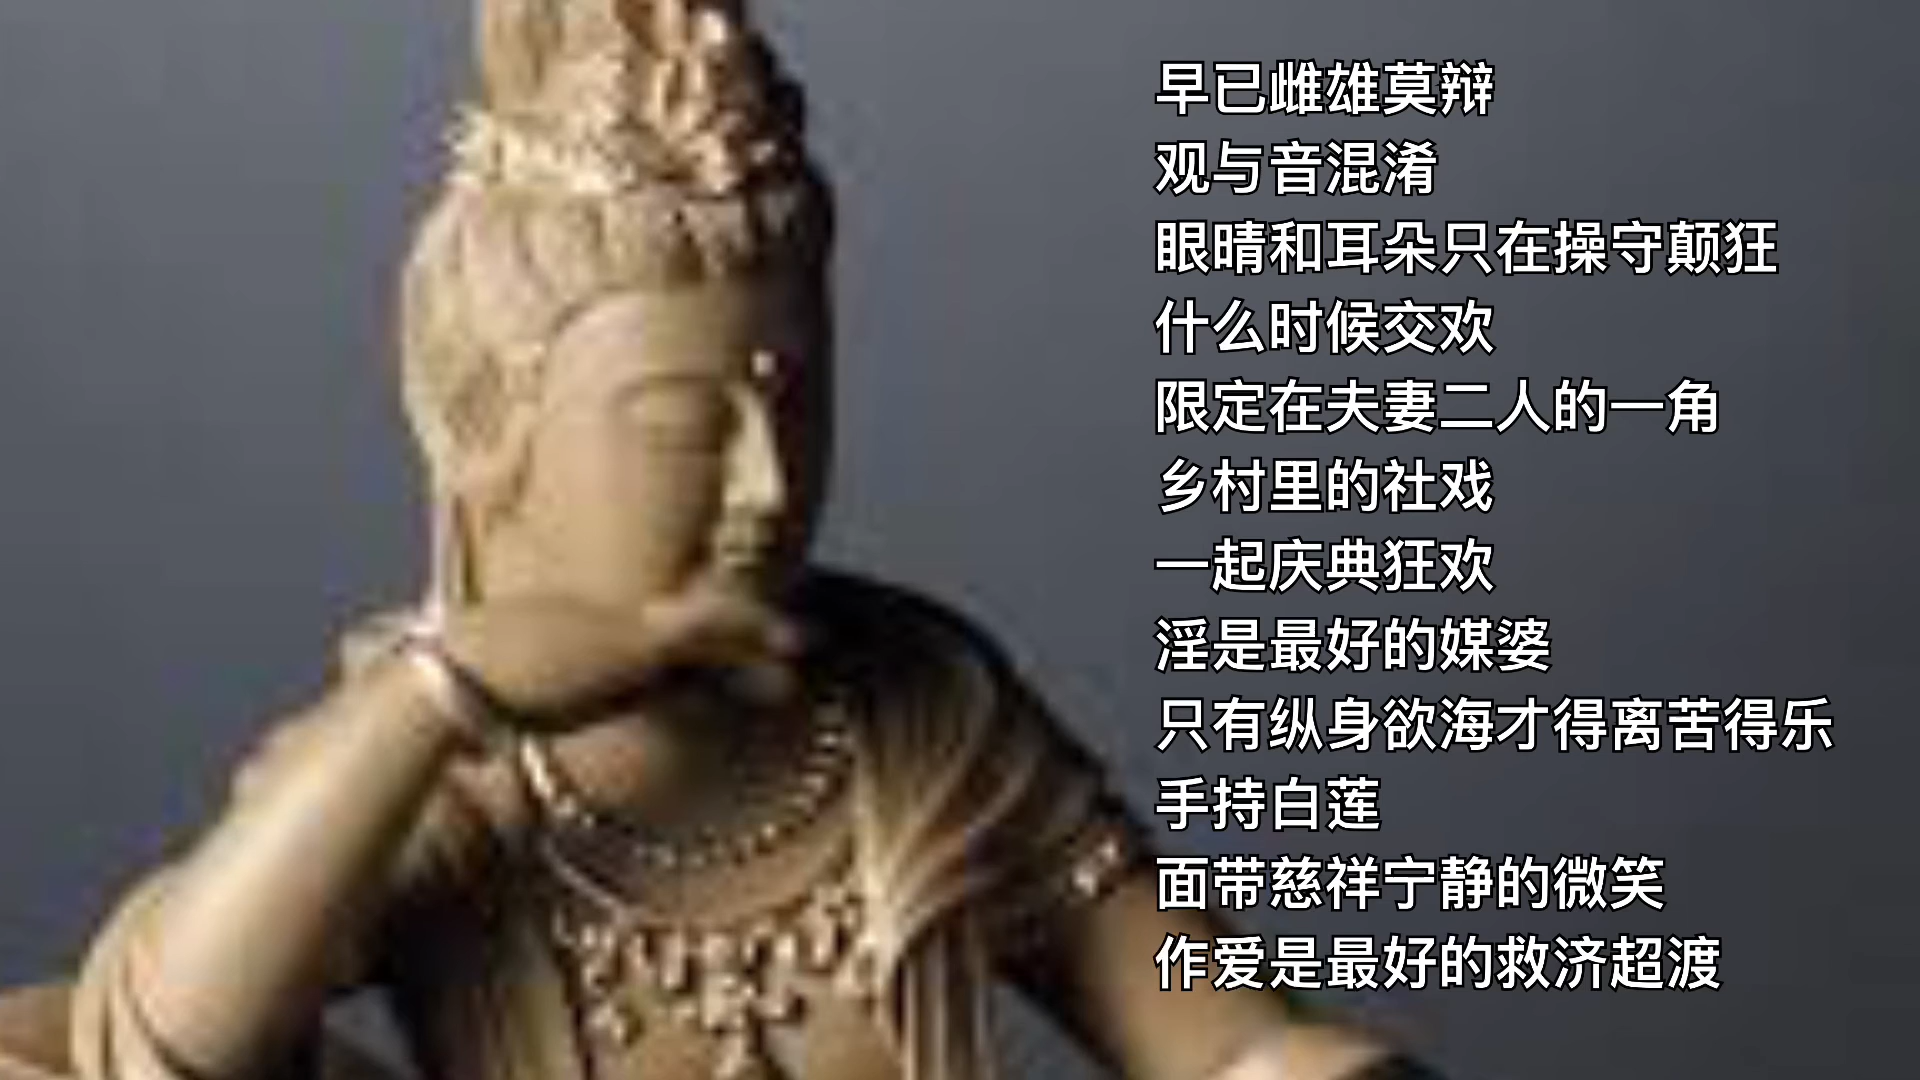 早已雌雄莫辩
观与音混淆
眼晴和耳朵只在操守颠狂
什么时候交欢
限定在夫妻二人的一角
乡村里的社戏
一起庆典狂欢
淫是最好的媒婆
只有纵身欲海才得离苦得乐
手持白莲
面带慈祥宁静的微笑
作爱是最好的救济超渡